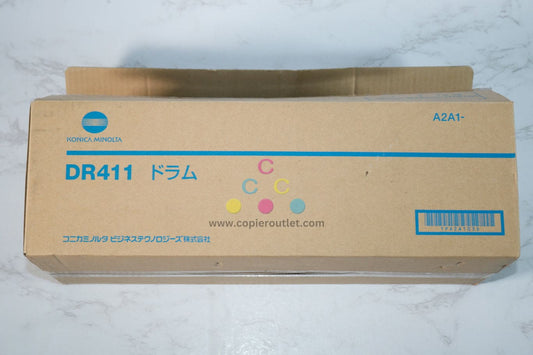 KONICA MINOLTA
A2A1-
DR411 ドラム
C
C C
www.copieroutlet.com
コニカミノルタ ビジネステクノロジーズ株式会社